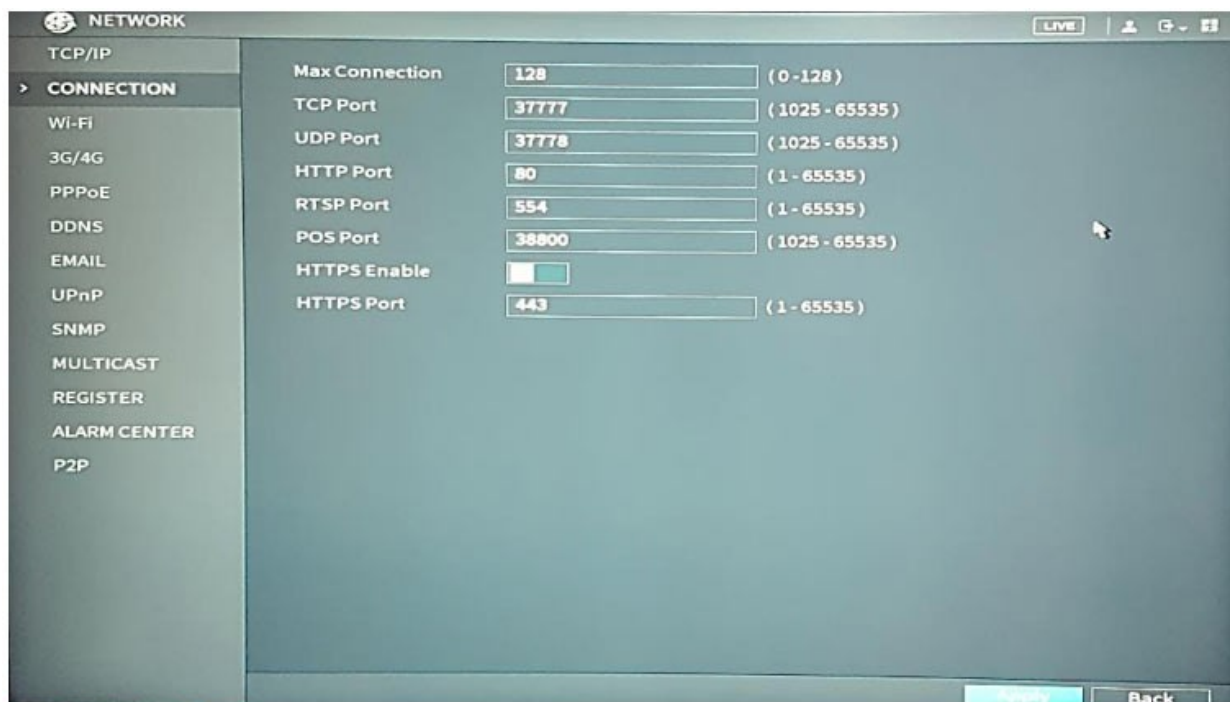 NETWORK
LIVE
TCP/IP
> CONNECTION
Wi-Fi
3G/4G
PPPoE
DDNS
EMAIL
UPnP
SNMP
MULTICAST
REGISTER
ALARM CENTER
P2P
Max Connection 128 (0-128)
TCP Port 37777 (1025 - 65535)
UDP Port 37778 (1025 - 65535)
HTTP Port 80 (1 - 65535)
RTSP Port 554 (1 - 65535)
POS Port 38800 (1025 - 65535)
HTTPS Enable
HTTPS Port 443 (1 - 65535)
Apply Back